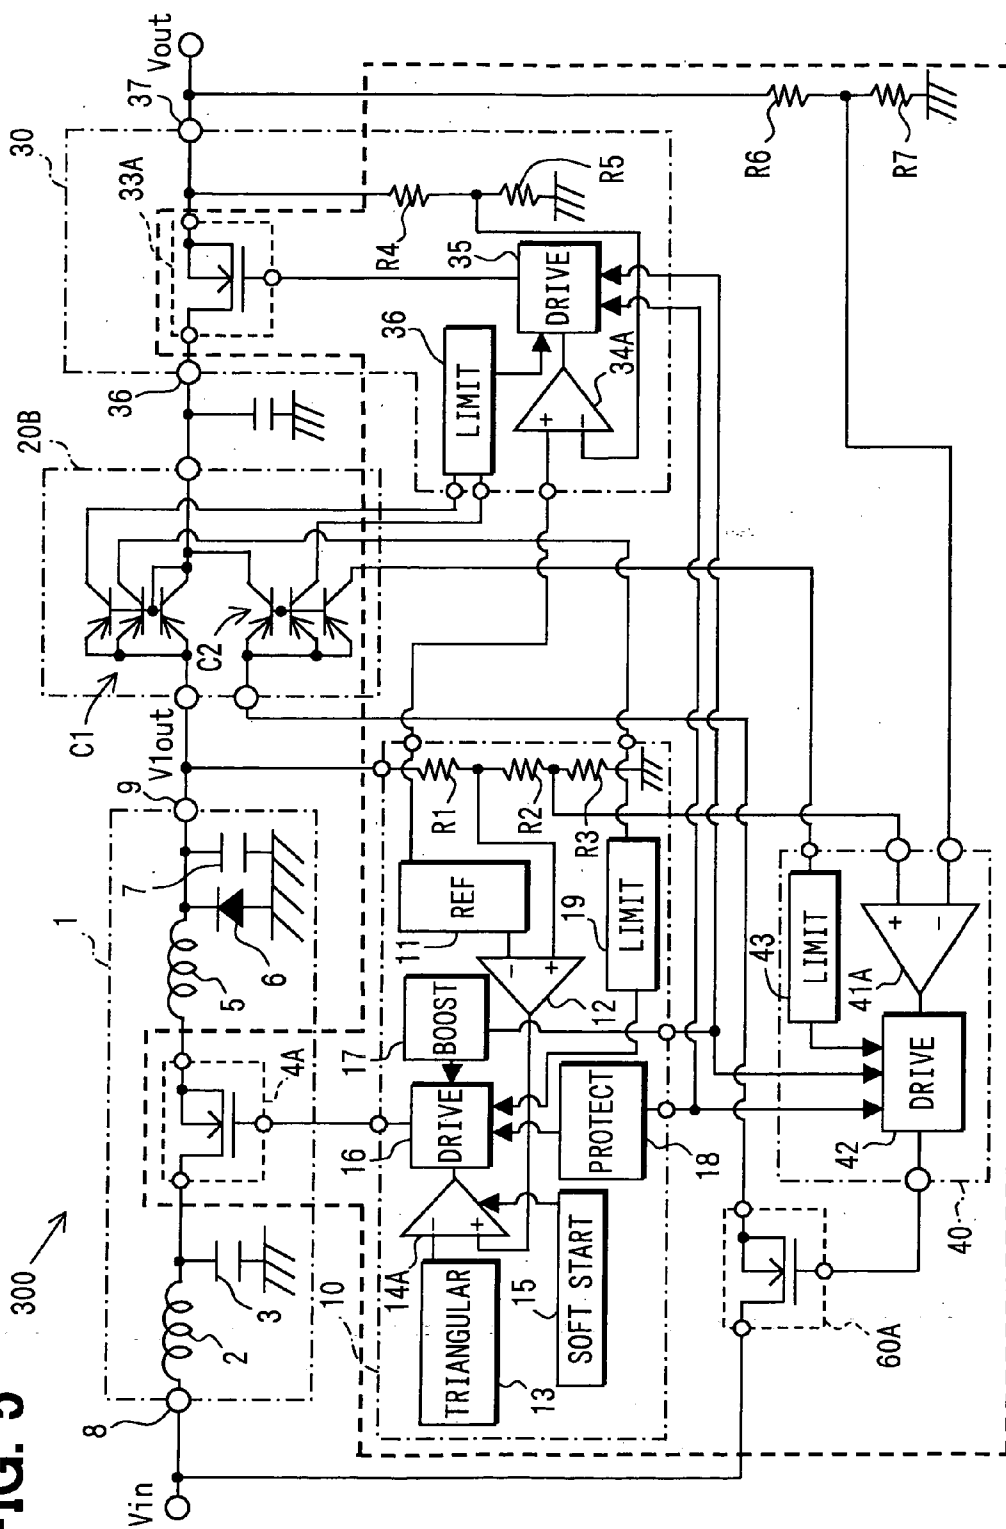 FIG. 5
300
Vin
8
2
3
1
4A
5
6
7
9
V1out
C1
C2
20B
36
30
33A
37
Vout
10
TRIANGULAR
13
14A
−
+
SOFT START
15
DRIVE
16
BOOST
17
PROTECT
18
REF
11
−
+
12
LIMIT
19
R1
R2
R3
LIMIT
36
DRIVE
35
+
−
34A
R4
R5
R6
R7
60A
40
DRIVE
42
LIMIT
43
+
−
41A